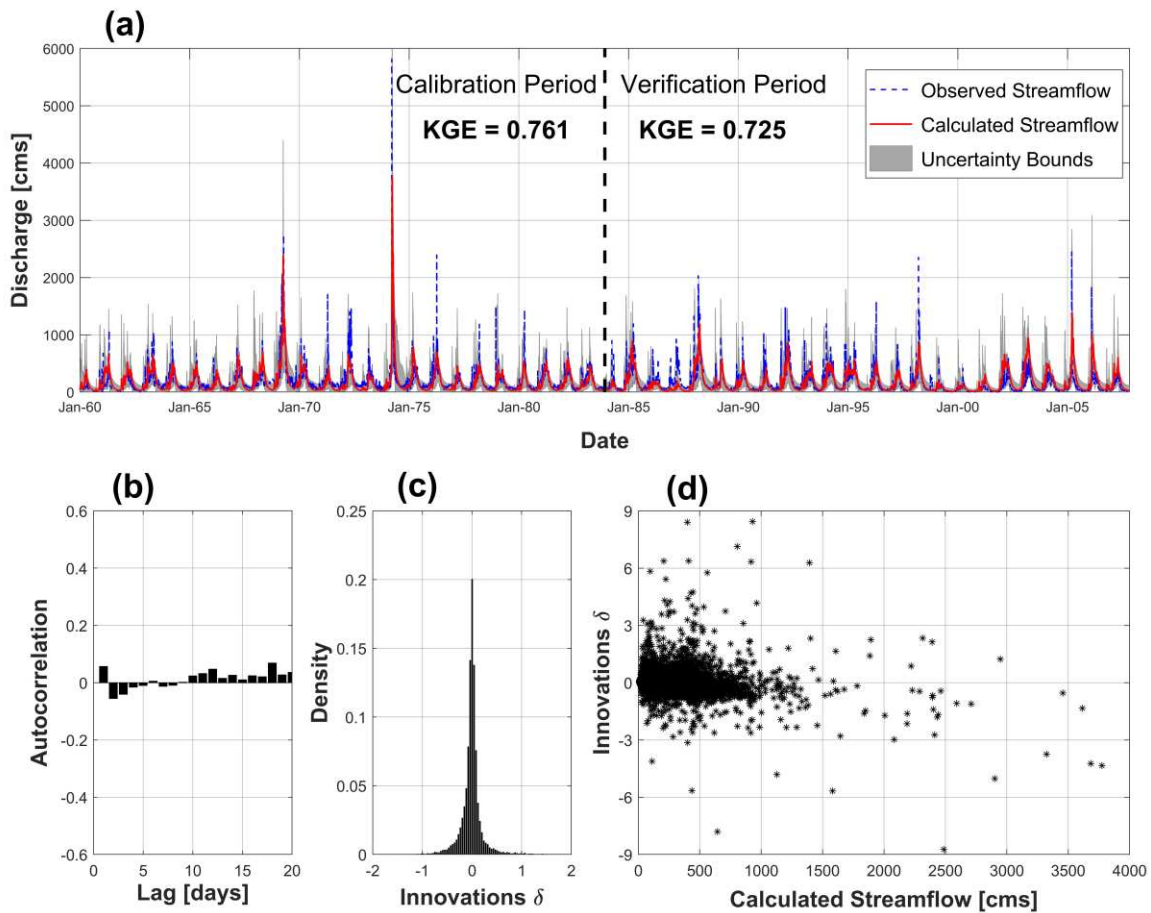 (a)
6000
5000
4000
3000
2000
1000
0
Discharge [cms]
Calibration Period
KGE = 0.761
Verification Period
KGE = 0.725
Observed Streamflow
Calculated Streamflow
Uncertainty Bounds
Jan-60 Jan-65 Jan-70 Jan-75 Jan-80 Jan-85 Jan-90 Jan-95 Jan-00 Jan-05
Date
(b)
0.6
0.4
0.2
0
-0.2
-0.4
-0.6
Autocorrelation
0 5 10 15 20
Lag [days]
(c)
0.25
0.2
0.15
0.1
0.05
0
Density
-2 -1 0 1 2
Innovations δ
(d)
9
6
3
0
-3
-6
-9
Innovations δ
0 500 1000 1500 2000 2500 3000 3500 4000
Calculated Streamflow [cms]